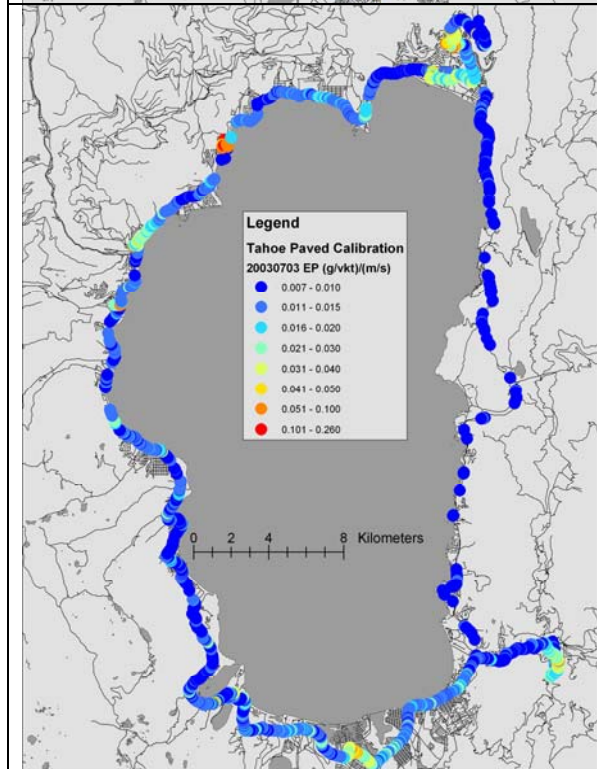 Legend
Tahoe Paved Calibration
20030703 EP (g/vkt)/(m/s)
0.007 - 0.010
0.011 - 0.015
0.016 - 0.020
0.021 - 0.030
0.031 - 0.040
0.041 - 0.050
0.051 - 0.100
0.101 - 0.260
0 2 4 8 Kilometers